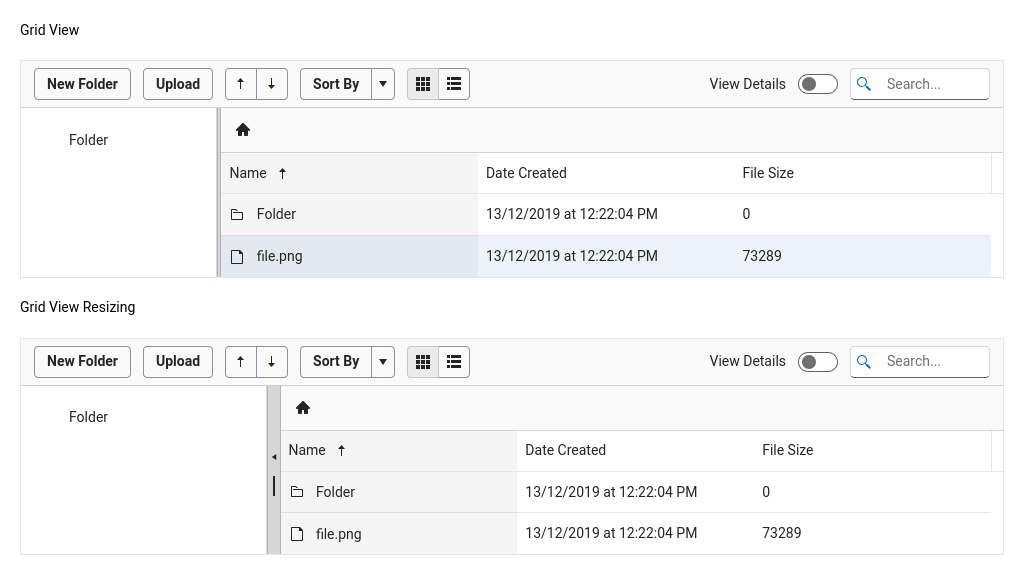 Grid View
New Folder Upload Sort By View Details Search...
Folder
Name Date Created File Size
Folder 13/12/2019 at 12:22:04 PM 0
file.png 13/12/2019 at 12:22:04 PM 73289
Grid View Resizing
New Folder Upload Sort By View Details Search...
Folder
Name Date Created File Size
Folder 13/12/2019 at 12:22:04 PM 0
file.png 13/12/2019 at 12:22:04 PM 73289